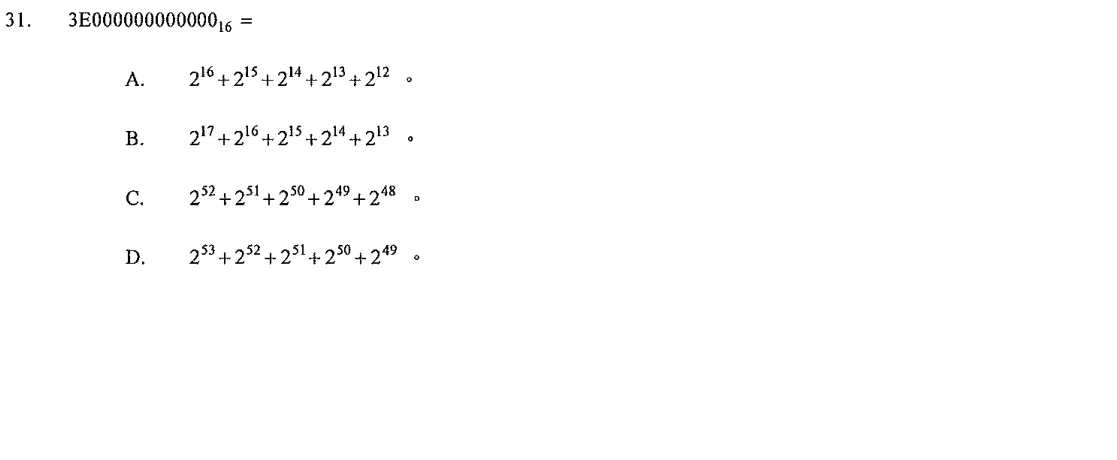 31. 3E000000000000₁₆ =
A. 2¹⁶+2¹⁵+2¹⁴+2¹³+2¹² 。
B. 2¹⁷+2¹⁶+2¹⁵+2¹⁴+2¹³ 。
C. 2⁵²+2⁵¹+2⁵⁰+2⁴⁹+2⁴⁸ 。
D. 2⁵³+2⁵²+2⁵¹+2⁵⁰+2⁴⁹ 。